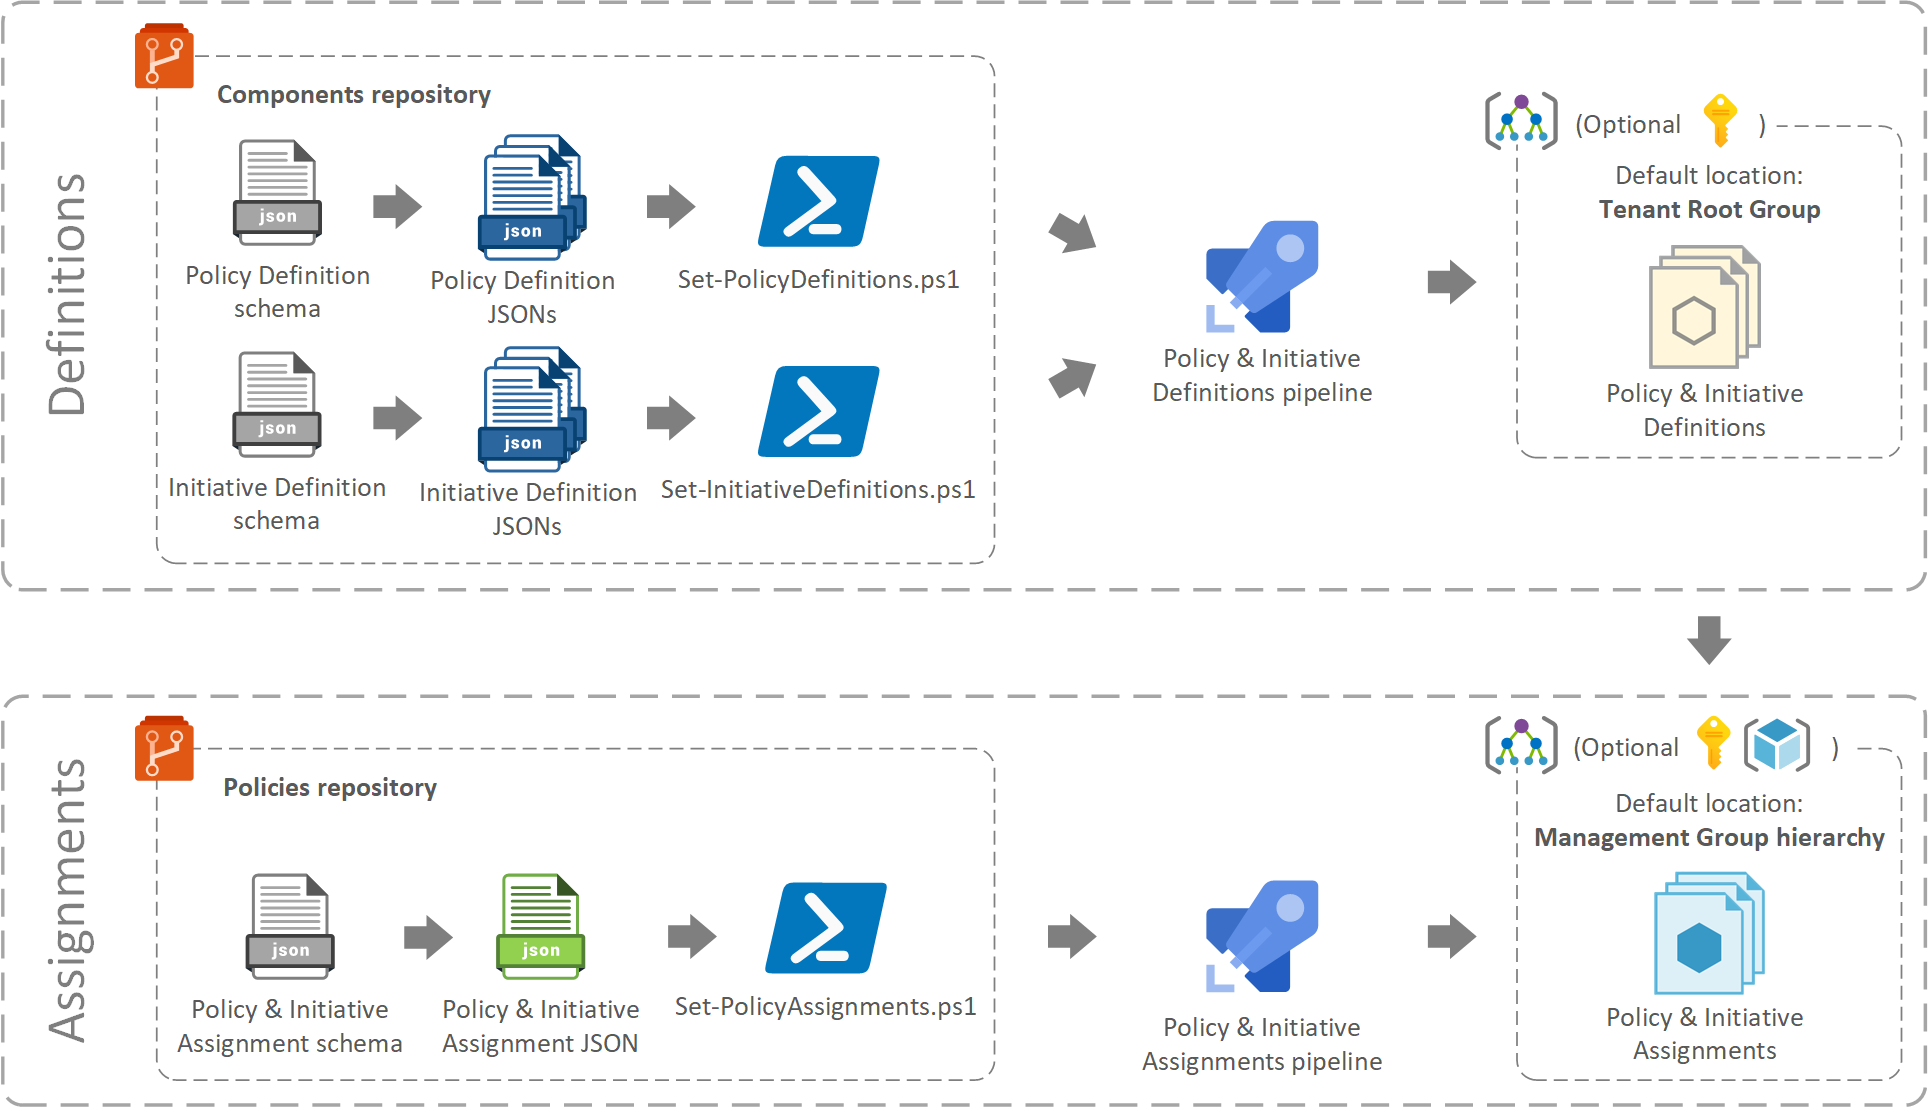 Definitions
Components repository
json
Policy Definition
schema
json
Policy Definition
JSONs
Set-PolicyDefinitions.ps1
json
Initiative Definition
schema
json
Initiative Definition
JSONs
Set-InitiativeDefinitions.ps1
Policy & Initiative
Definitions pipeline
(Optional )
Default location:
Tenant Root Group
Policy & Initiative
Definitions
Assignments
Policies repository
json
Policy & Initiative
Assignment schema
json
Policy & Initiative
Assignment JSON
Set-PolicyAssignments.ps1
Policy & Initiative
Assignments pipeline
(Optional )
Default location:
Management Group hierarchy
Policy & Initiative
Assignments